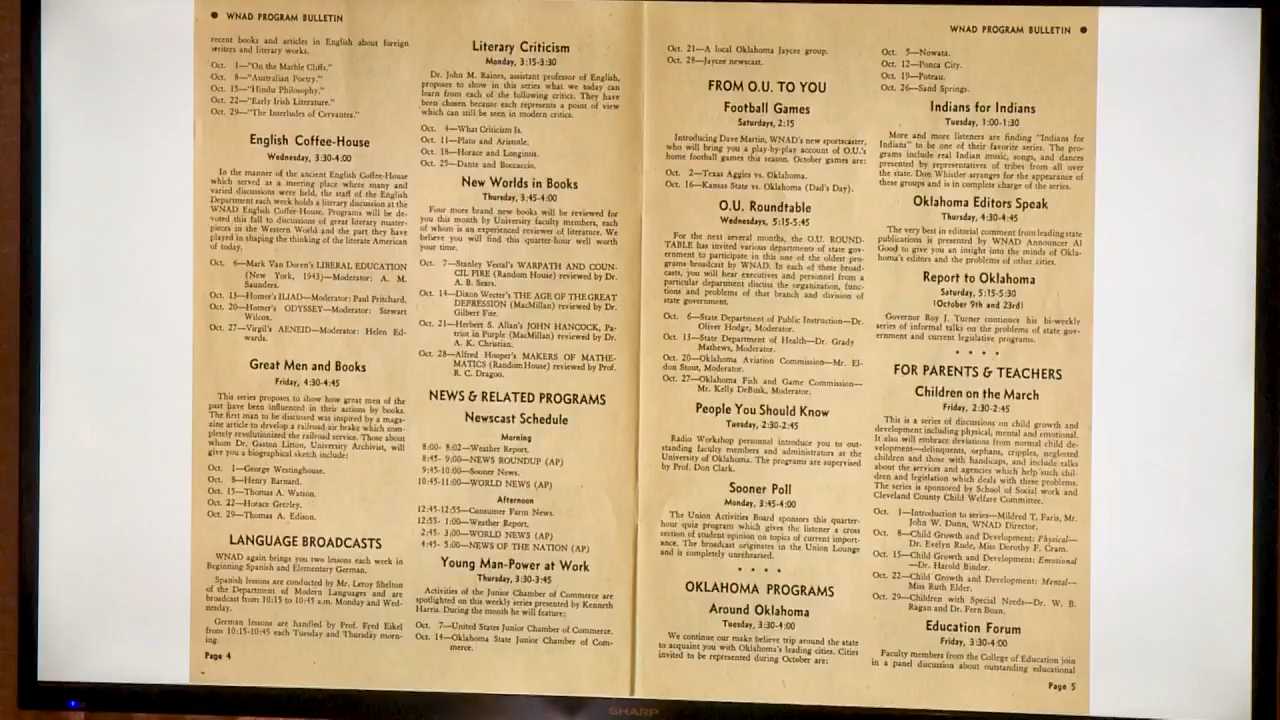 ● WNAD PROGRAM BULLETIN
recent books and articles in English about foreign
writers and literary works.
Oct. 1—"On the Marble Cliffs."
Oct. 8—"Australian Poetry."
Oct. 15—"Hindu Philosophy."
Oct. 22—"Early Irish Literature."
Oct. 29—"The Interludes of Cervantes."
English Coffee-House
Wednesday, 3:30-4:00
In the manner of the ancient English Coffee-House
which served as a meeting place where many and
varied discussions were held, the staff of the English
Department each week holds a literary discussion at the
WNAD English Coffee-House. Programs will be de-
voted this fall to discussions of great literary master-
pieces in the Western World and the part they have
played in shaping the thinking of the literate American
of today.
Oct. 6—Mark Van Doren's LIBERAL EDUCATION
(New York, 1943)—Moderator: A. M.
Saunders.
Oct. 13—Homer's ILIAD—Moderator: Paul Pritchard.
Oct. 20—Homer's ODYSSEY—Moderator: Stewart
Wilcox.
Oct. 27—Virgil's AENEID—Moderator: Helen Ed-
wards.
Great Men and Books
Friday, 4:30-4:45
This series proposes to show how great men of the
past have been influenced in their actions by books.
The first man to be discussed was inspired by a maga-
zine article to develop a railroad air brake which com-
pletely revolutionized the railroad service. Those about
whom Dr. Gaston Litton, University Archivist, will
give you a biographical sketch include:
Oct. 1—George Westinghouse.
Oct. 8—Henry Barnard.
Oct. 15—Thomas A. Watson.
Oct. 22—Horace Greeley.
Oct. 29—Thomas A. Edison.
LANGUAGE BROADCASTS
WNAD again brings you two lessons each week in
Beginning Spanish and Elementary German.
Spanish lessons are conducted by Mr. Leroy Shelton
of the Department of Modern Languages and are
broadcast from 10:15 to 10:45 a.m. Monday and Wed-
nesday.
German lessons are handled by Prof. Fred Eikel
from 10:15-10:45 each Tuesday and Thursday morn-
ing.
Page 4
Literary Criticism
Monday, 3:15-3:30
Dr. John M. Raines, assistant professor of English,
proposes to show in this series what we today can
learn from each of the following critics. They have
been chosen because each represents a point of view
which can still be seen in modern critics.
Oct. 4—What Criticism Is.
Oct. 11—Plato and Aristotle.
Oct. 18—Horace and Longinus.
Oct. 25—Dante and Boccaccio.
New Worlds in Books
Thursday, 3:45-4:00
Four more brand new books will be reviewed for
you this month by University faculty members, each
of whom is an experienced reviewer of literature. We
believe you will find this quarter-hour well worth
your time.
Oct. 7—Stanley Vestal's WARPATH AND COUN-
CIL FIRE (Random House) reviewed by Dr.
A. B. Sears.
Oct. 14—Dixon Wecter's THE AGE OF THE GREAT
DEPRESSION (MacMillan) reviewed by Dr.
Gilbert Fite.
Oct. 21—Herbert S. Allan's JOHN HANCOCK, Pa-
triot in Purple (MacMillan) reviewed by Dr.
A. K. Christian.
Oct. 28—Alfred Hooper's MAKERS OF MATHE-
MATICS (Random House) reviewed by Prof.
R. C. Dragoo.
NEWS & RELATED PROGRAMS
Newscast Schedule
Morning
8:00- 8:02—Weather Report.
8:45- 9:00—NEWS ROUNDUP (AP)
9:45-10:00—Sooner News.
10:45-11:00—WORLD NEWS (AP)
Afternoon
12:45-12:55—Consumer Farm News.
12:55- 1:00—Weather Report.
2:45- 3:00—WORLD NEWS (AP)
4:45- 5:00—NEWS OF THE NATION (AP)
Young Man-Power at Work
Thursday, 3:30-3:45
Activities of the Junior Chamber of Commerce are
spotlighted on this weekly series presented by Kenneth
Harris. During the month he will feature:
Oct. 7—United States Junior Chamber of Commerce.
Oct. 14—Oklahoma State Junior Chamber of Com-
merce.
WNAD PROGRAM BULLETIN ●
Oct. 21—A local Oklahoma Jaycee group.
Oct. 28—Jaycee newscast.
FROM O.U. TO YOU
Football Games
Saturdays, 2:15
Introducing Dave Martin, WNAD's new sportscaster,
who will bring you a play-by-play account of O.U.'s
home football games this season. October games are:
Oct. 2—Texas Aggies vs. Oklahoma.
Oct. 16—Kansas State vs. Oklahoma (Dad's Day).
O.U. Roundtable
Wednesdays, 5:15-5:45
For the next several months, the O.U. ROUND-
TABLE has invited various departments of state gov-
ernment to participate in this one of the oldest pro-
grams broadcast by WNAD. In each of these broad-
casts, you will hear executives and personnel from a
particular department discuss the organization, func-
tions and problems of that branch and division of
state government.
Oct. 6—State Department of Public Instruction—Dr.
Oliver Hodge, Moderator.
Oct. 13—State Department of Health—Dr. Grady
Mathews, Moderator.
Oct. 20—Oklahoma Aviation Commission—Mr. El-
don Stout, Moderator.
Oct. 27—Oklahoma Fish and Game Commission—
Mr. Kelly DeBusk, Moderator.
People You Should Know
Tuesday, 2:30-2:45
Radio Workshop personnel introduce you to out-
standing faculty members and administrators at the
University of Oklahoma. The programs are supervised
by Prof. Don Clark.
Sooner Poll
Monday, 3:45-4:00
The Union Activities Board sponsors this quarter-
hour quiz program which gives the listener a cross
section of student opinion on topics of current import-
ance. The broadcast originates in the Union Lounge
and is completely unrehearsed.
* * * *
OKLAHOMA PROGRAMS
Around Oklahoma
Tuesday, 3:30-4:00
We continue our make believe trip around the state
to acquaint you with Oklahoma's leading cities. Cities
invited to be represented during October are:
Oct. 5—Nowata.
Oct. 12—Ponca City.
Oct. 19—Poteau.
Oct. 26—Sand Springs.
Indians for Indians
Tuesday, 1:00-1:30
More and more listeners are finding "Indians for
Indians" to be one of their favorite series. The pro-
grams include real Indian music, songs, and dances
presented by representatives of tribes from all over
the state. Don Whistler arranges for the appearance of
these groups and is in complete charge of the series.
Oklahoma Editors Speak
Thursday, 4:30-4:45
The very best in editorial comment from leading state
publications is presented by WNAD Announcer Al
Good to give you an insight into the minds of Okla-
homa's editors and the problems of other cities.
Report to Oklahoma
Saturday, 5:15-5:30
(October 9th and 23rd)
Governor Roy J. Turner continues his bi-weekly
series of informal talks on the problems of state gov-
ernment and current legislative programs.
* * * *
FOR PARENTS & TEACHERS
Children on the March
Friday, 2:30-2:45
This is a series of discussions on child growth and
development including physical, mental and emotional.
It also will embrace deviations from normal child de-
velopment—delinquents, orphans, cripples, neglected
children and those with handicaps, and include talks
about the services and agencies which help such chil-
dren and legislation which deals with these problems.
The series is sponsored by School of Social work and
Cleveland County Child Welfare Committee.
Oct. 1—Introduction to series—Mildred T. Faris, Mr.
John W. Dunn, WNAD Director.
Oct. 8—Child Growth and Development: Physical—
Dr. Evelyn Rude, Miss Dorothy F. Cram.
Oct. 15—Child Growth and Development: Emotional
—Dr. Harold Binder.
Oct. 22—Child Growth and Development: Mental—
Miss Ruth Elder.
Oct. 29—Children with Special Needs—Dr. W. B.
Ragan and Dr. Fern Boan.
Education Forum
Friday, 3:30-4:00
Faculty members from the College of Education join
in a panel discussion about outstanding educational
Page 5
SHARP